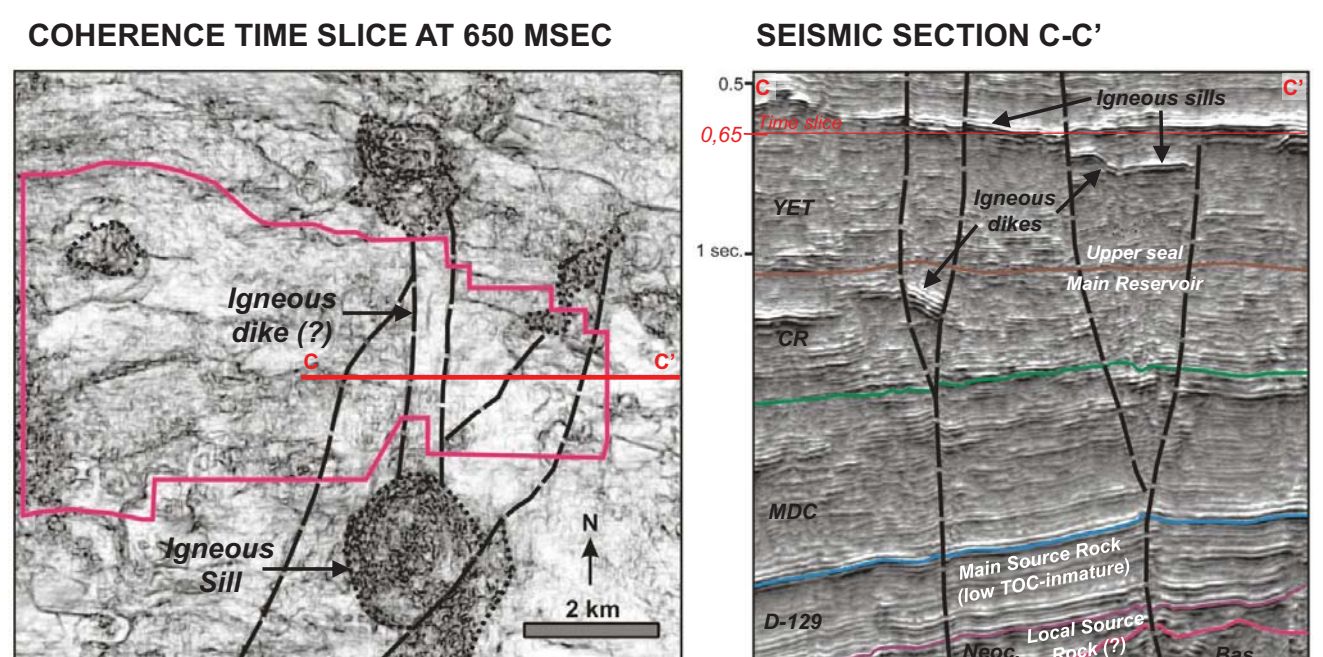 COHERENCE TIME SLICE AT 650 MSEC
Igneous
dike (?)
C
C'
Igneous
Sill
N
2 km
SEISMIC SECTION C-C’
0.5
C
C'
Igneous sills
0,65
Time slice
Igneous
dikes
YET
1 sec.
Upper seal
Main Reservoir
CR
MDC
Main Source Rock
(low TOC-inmature)
D-129
Local Source
Rock (?)
Neoc.
Bas